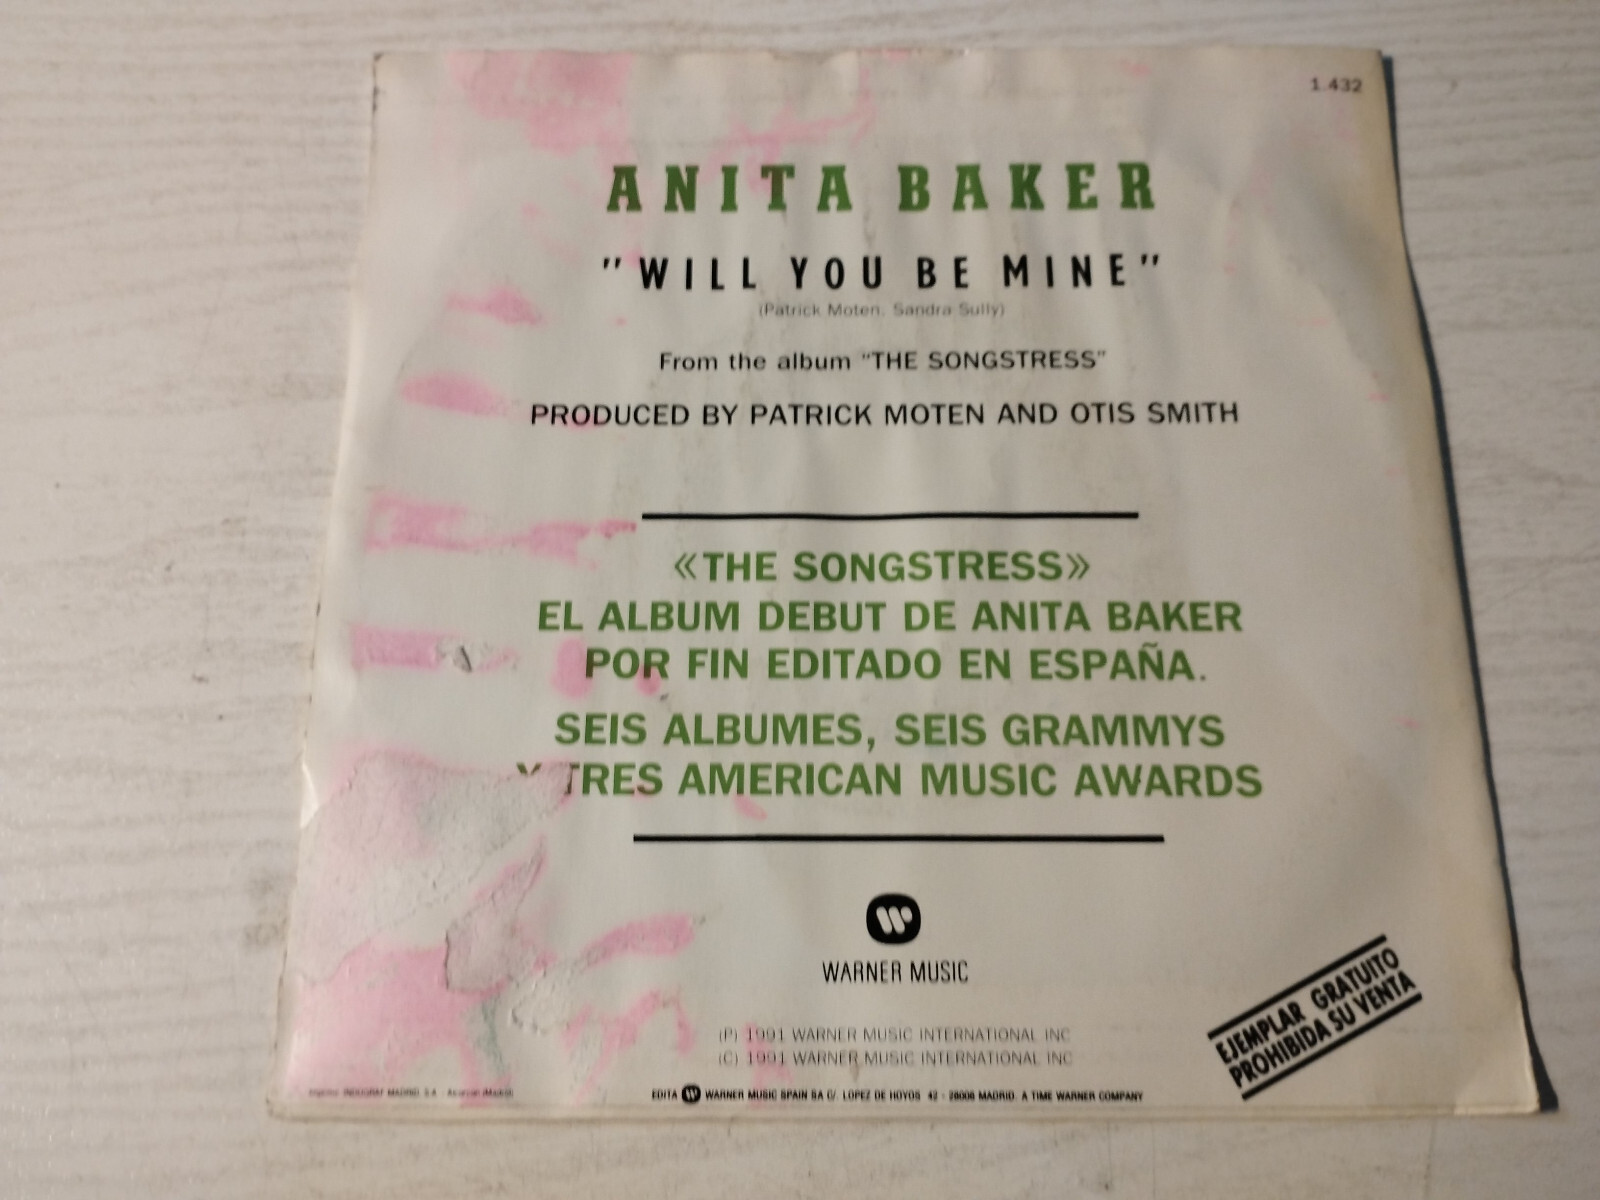 1.432
ANITA BAKER
"WILL YOU BE MINE"
(Patrick Moten, Sandra Sully)
From the album "THE SONGSTRESS"
PRODUCED BY PATRICK MOTEN AND OTIS SMITH
«THE SONGSTRESS»
EL ALBUM DEBUT DE ANITA BAKER
POR FIN EDITADO EN ESPAÑA.
SEIS ALBUMES, SEIS GRAMMYS
Y TRES AMERICAN MUSIC AWARDS
WARNER MUSIC
(P) 1991 WARNER MUSIC INTERNATIONAL INC
(C) 1991 WARNER MUSIC INTERNATIONAL INC
EJEMPLAR GRATUITO
PROHIBIDA SU VENTA
INDUGRAF MADRID, S.A. (Madrid)
EDITA WARNER MUSIC SPAIN SA C/. LOPEZ DE HOYOS 42 - 28006 MADRID. A TIME WARNER COMPANY